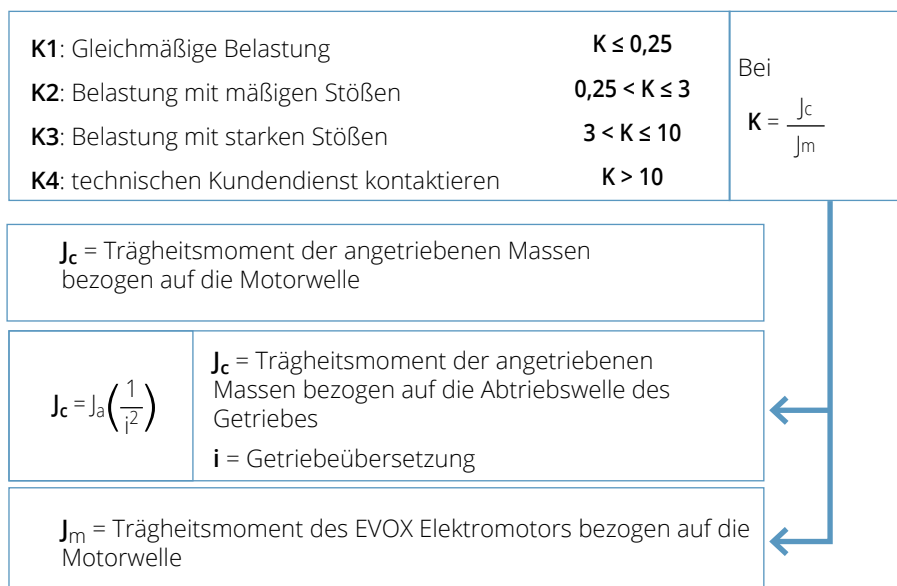 K1: Gleichmäßige Belastung K ≤ 0,25
K2: Belastung mit mäßigen Stößen 0,25 < K ≤ 3
K3: Belastung mit starken Stößen 3 < K ≤ 10
K4: technischen Kundendienst kontaktieren K > 10
Bei
K = Jc / Jm
Jc = Trägheitsmoment der angetriebenen Massen
bezogen auf die Motorwelle
Jc = Ja(1/i²)
Jc = Trägheitsmoment der angetriebenen
Massen bezogen auf die Abtriebswelle des
Getriebes
i = Getriebeübersetzung
Jm = Trägheitsmoment des EVOX Elektromotors bezogen auf die
Motorwelle